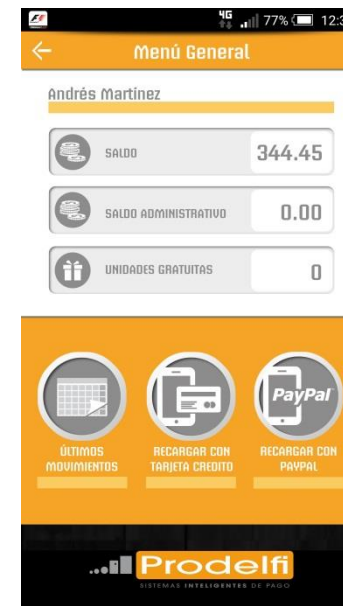 4G 77% 12:3
Menú General
Andrés Martínez
SALDO 344.45
SALDO ADMINISTRATIVO 0.00
UNIDADES GRATUITAS 0
PayPal
ÚLTIMOS
MOVIMIENTOS
RECARGAR CON
TARJETA CREDITO
RECARGAR CON
PAYPAL
Prodelfi
SISTEMAS INTELIGENTES DE PAGO